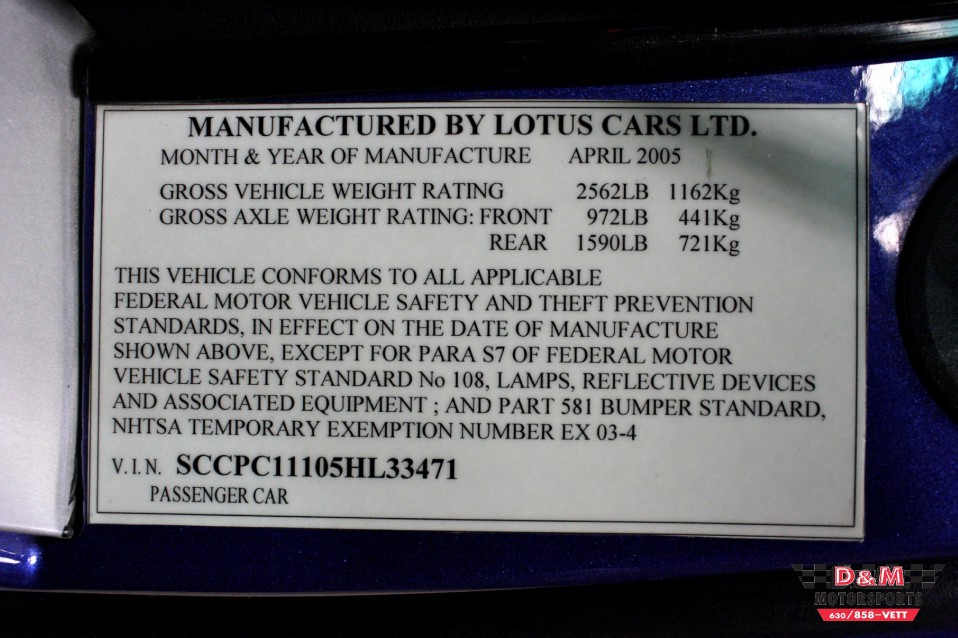 MANUFACTURED BY LOTUS CARS LTD.
MONTH & YEAR OF MANUFACTURE APRIL 2005
GROSS VEHICLE WEIGHT RATING 2562LB 1162Kg
GROSS AXLE WEIGHT RATING: FRONT 972LB 441Kg
REAR 1590LB 721Kg
THIS VEHICLE CONFORMS TO ALL APPLICABLE
FEDERAL MOTOR VEHICLE SAFETY AND THEFT PREVENTION
STANDARDS, IN EFFECT ON THE DATE OF MANUFACTURE
SHOWN ABOVE, EXCEPT FOR PARA S7 OF FEDERAL MOTOR
VEHICLE SAFETY STANDARD No 108, LAMPS, REFLECTIVE DEVICES
AND ASSOCIATED EQUIPMENT ; AND PART 581 BUMPER STANDARD,
NHTSA TEMPORARY EXEMPTION NUMBER EX 03-4
V.I.N. SCCPC11105HL33471
PASSENGER CAR
D&M
MOTORSPORTS
630/858-VETT